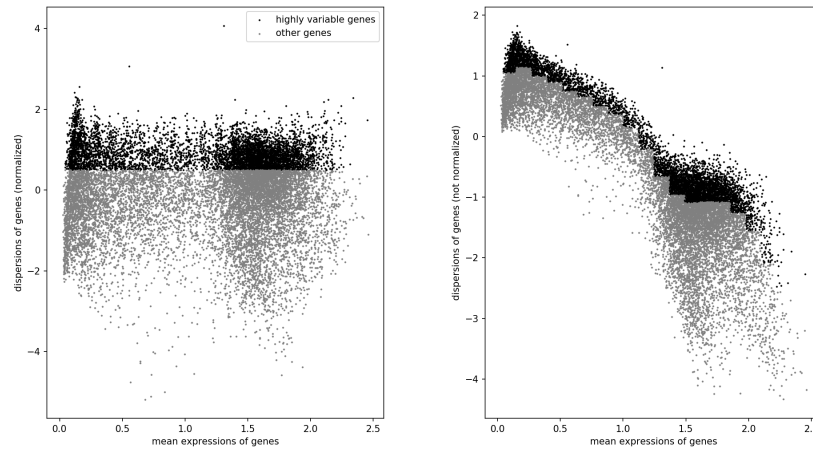 highly variable genes
other genes
4
2
0
−2
−4
0.0 0.5 1.0 1.5 2.0 2.5
mean expressions of genes
dispersions of genes (normalized)
2
1
0
−1
−2
−3
−4
0.0 0.5 1.0 1.5 2.0
mean expressions of genes
dispersions of genes (not normalized)